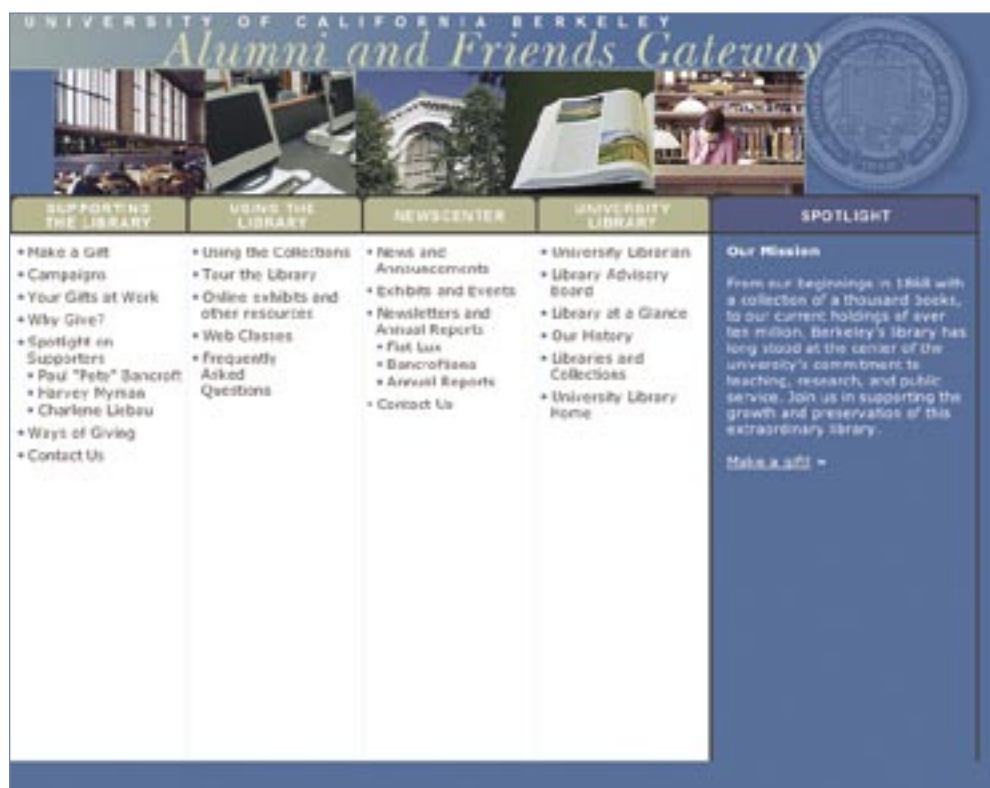 UNIVERSITY OF CALIFORNIA BERKELEY
Alumni and Friends Gateway
SUPPORTING
THE LIBRARY
• Make a Gift
• Campaigns
• Your Gifts at Work
• Why Give?
• Spotlight on
Supporters
• Paul "Pete" Bancroft
• Harvey Myman
• Charlene Liebau
• Ways of Giving
• Contact Us
USING THE
LIBRARY
• Using the Collections
• Tour the Library
• Online exhibits and
other resources
• Web Classes
• Frequently
Asked
Questions
NEWSCENTER
• News and
Announcements
• Exhibits and Events
• Newsletters and
Annual Reports
• Fiat Lux
• Bancroftiana
• Annual Reports
• Contact Us
UNIVERSITY
LIBRARY
• University Librarian
• Library Advisory
Board
• Library at a Glance
• Our History
• Libraries and
Collections
• University Library
Home
SPOTLIGHT
Our Mission
From our beginnings in 1868 with
a collection of a thousand books,
to our current holdings of over
ten million, Berkeley's library has
long stood at the center of the
university's commitment to
teaching, research, and public
service. Join us in supporting the
growth and preservation of this
extraordinary library.
Make a gift! »